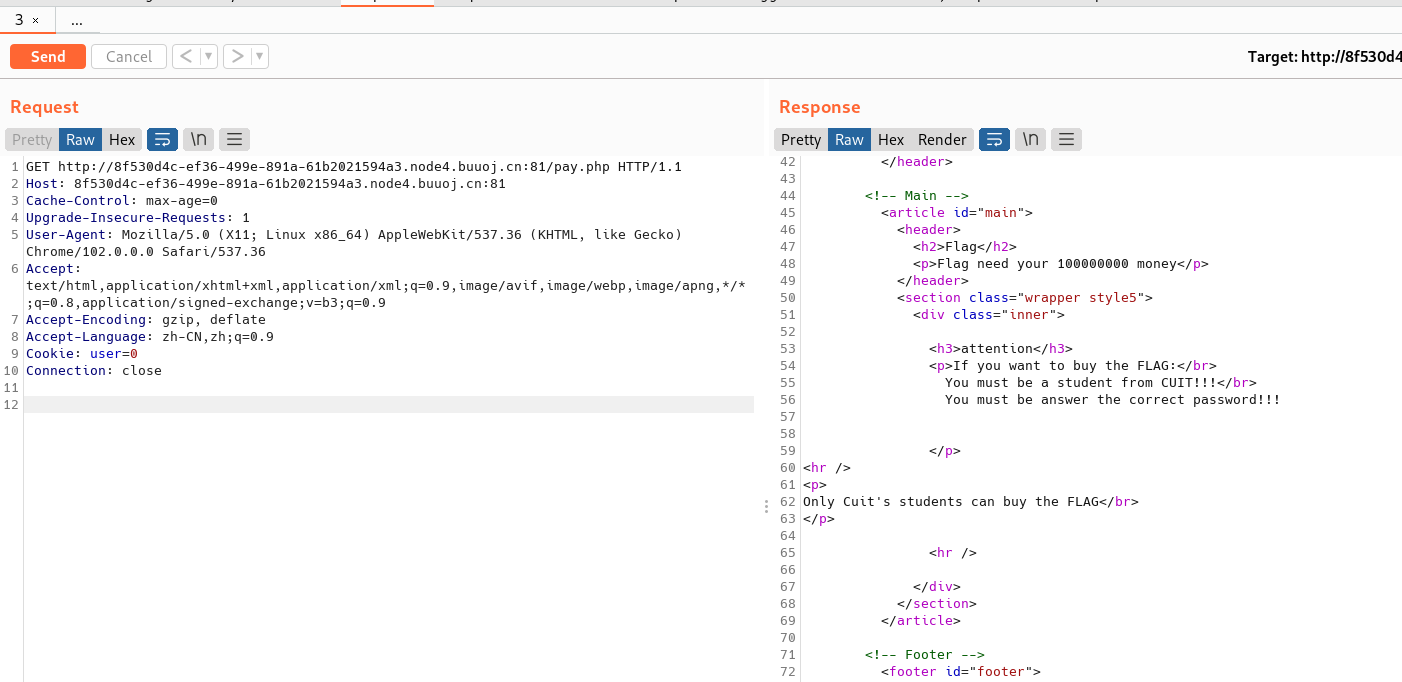 3 ×
...
Send
Cancel
<
>
Target: http://8f530d4
Request
Pretty Raw Hex \n
1 GET http://8f530d4c-ef36-499e-891a-61b2021594a3.node4.buuoj.cn:81/pay.php HTTP/1.1
2 Host: 8f530d4c-ef36-499e-891a-61b2021594a3.node4.buuoj.cn:81
3 Cache-Control: max-age=0
4 Upgrade-Insecure-Requests: 1
5 User-Agent: Mozilla/5.0 (X11; Linux x86_64) AppleWebKit/537.36 (KHTML, like Gecko)
Chrome/102.0.0.0 Safari/537.36
6 Accept:
text/html,application/xhtml+xml,application/xml;q=0.9,image/avif,image/webp,image/apng,*/*
;q=0.8,application/signed-exchange;v=b3;q=0.9
7 Accept-Encoding: gzip, deflate
8 Accept-Language: zh-CN,zh;q=0.9
9 Cookie: user=0
10 Connection: close
11
12
Response
Pretty Raw Hex Render \n
42 </header>
43
44 <!-- Main -->
45 <article id="main">
46 <header>
47 <h2>Flag</h2>
48 <p>Flag need your 100000000 money</p>
49 </header>
50 <section class="wrapper style5">
51 <div class="inner">
52
53 <h3>attention</h3>
54 <p>If you want to buy the FLAG:</br>
55 You must be a student from CUIT!!!</br>
56 You must be answer the correct password!!!
57
58
59 </p>
60 <hr />
61 <p>
62 Only Cuit's students can buy the FLAG</br>
63 </p>
64
65 <hr />
66
67 </div>
68 </section>
69 </article>
70
71 <!-- Footer -->
72 <footer id="footer">